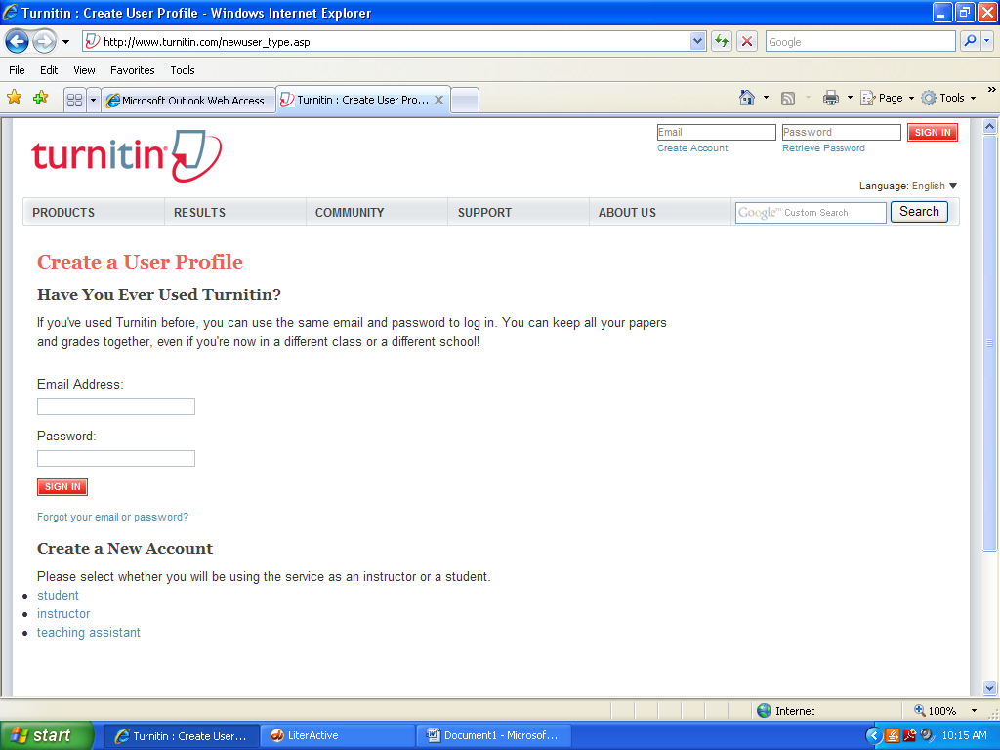 Turnitin : Create User Profile - Windows Internet Explorer
http://www.turnitin.com/newuser_type.asp
Google
File Edit View Favorites Tools
Microsoft Outlook Web Access
Turnitin : Create User Pro...
Page
Tools
turnitin
Email
Password
SIGN IN
Create Account
Retrieve Password
Language: English
PRODUCTS RESULTS COMMUNITY SUPPORT ABOUT US
Google™ Custom Search
Search
Create a User Profile
Have You Ever Used Turnitin?
If you've used Turnitin before, you can use the same email and password to log in. You can keep all your papers
and grades together, even if you're now in a different class or a different school!
Email Address:
Password:
SIGN IN
Forgot your email or password?
Create a New Account
Please select whether you will be using the service as an instructor or a student.
• student
• instructor
• teaching assistant
Internet
100%
start
Turnitin : Create User...
LiterActive
Document1 - Microsof...
10:15 AM